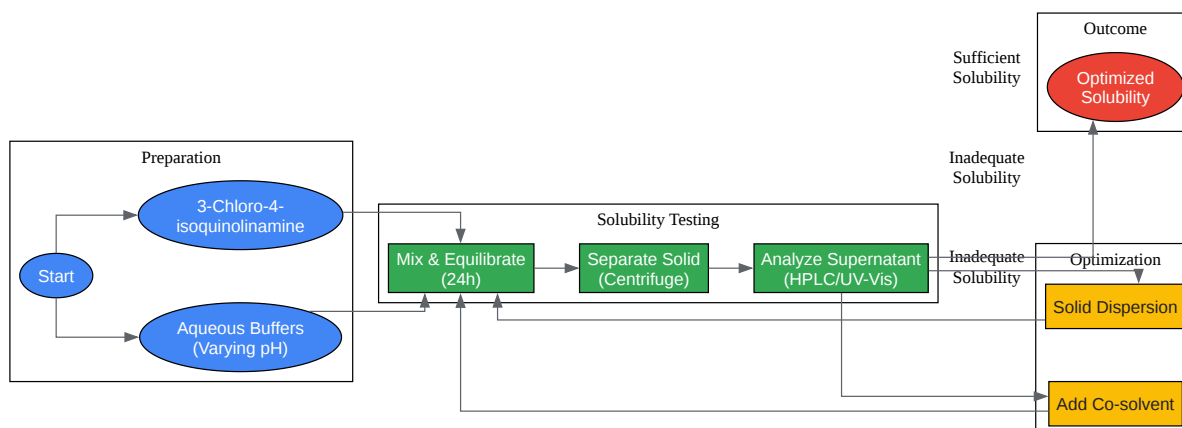 Outcome
Sufficient
Solubility
Optimized
Solubility
Preparation
Inadequate
Solubility
3-Chloro-4-
isoquinolinamine
Solubility Testing
Start
Mix & Equilibrate
(24h)
Separate Solid
(Centrifuge)
Analyze Supernatant
(HPLC/UV-Vis)
Inadequate
Solubility
Optimization
Solid Dispersion
Aqueous Buffers
(Varying pH)
Add Co-solvent